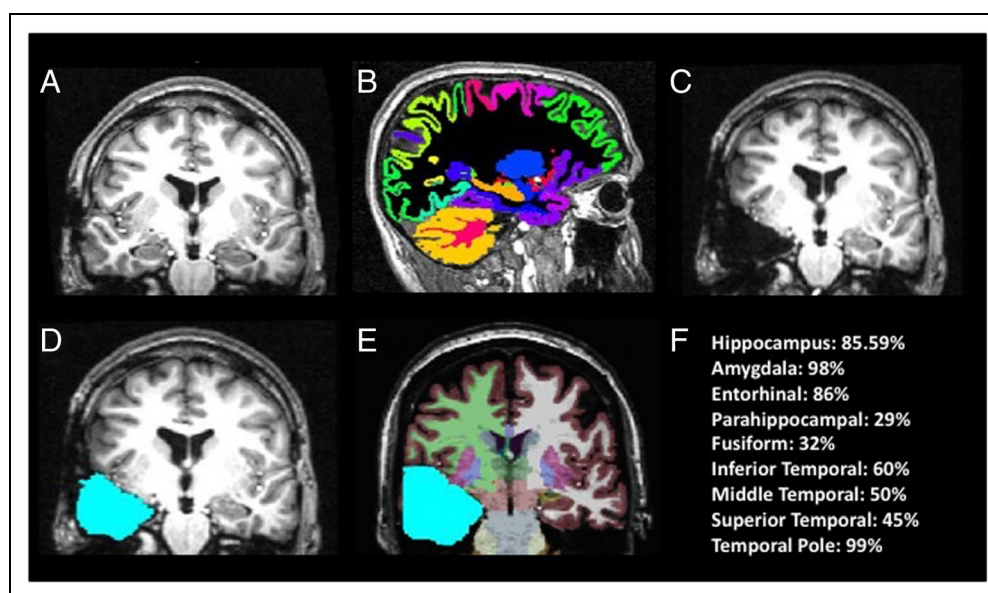 A
B
C
D
E
F
Hippocampus: 85.59%
Amygdala: 98%
Entorhinal: 86%
Parahippocampal: 29%
Fusiform: 32%
Inferior Temporal: 60%
Middle Temporal: 50%
Superior Temporal: 45%
Temporal Pole: 99%